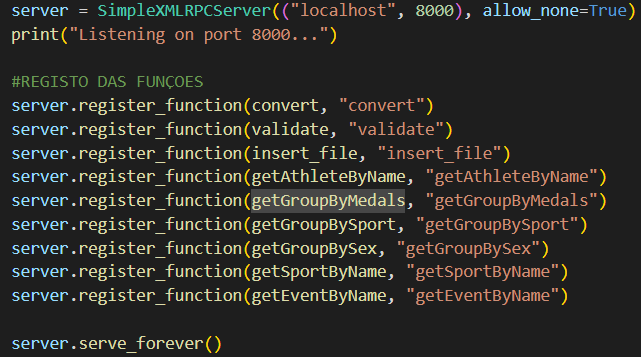 server = SimpleXMLRPCServer(("localhost", 8000), allow_none=True)
print("Listening on port 8000...")
#REGISTO DAS FUNÇOES
server.register_function(convert, "convert")
server.register_function(validate, "validate")
server.register_function(insert_file, "insert_file")
server.register_function(getAthleteByName, "getAthleteByName")
server.register_function(getGroupByMedals, "getGroupByMedals")
server.register_function(getGroupBySport, "getGroupBySport")
server.register_function(getGroupBySex, "getGroupBySex")
server.register_function(getSportByName, "getSportByName")
server.register_function(getEventByName, "getEventByName")
server.serve_forever()